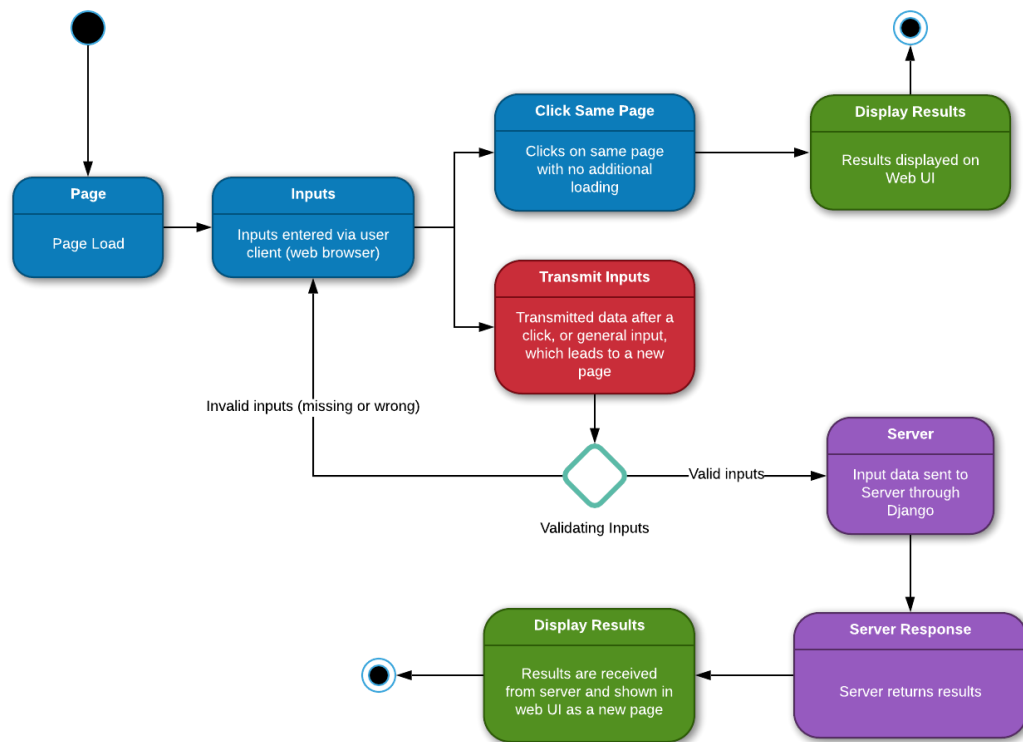 Page
Page Load
Inputs
Inputs entered via user
client (web browser)
Click Same Page
Clicks on same page
with no additional
loading
Display Results
Results displayed on
Web UI
Transmit Inputs
Transmitted data after a
click, or general input,
which leads to a new
page
Invalid inputs (missing or wrong)
Validating Inputs
Valid inputs
Server
Input data sent to
Server through
Django
Server Response
Server returns results
Display Results
Results are received
from server and shown in
web UI as a new page